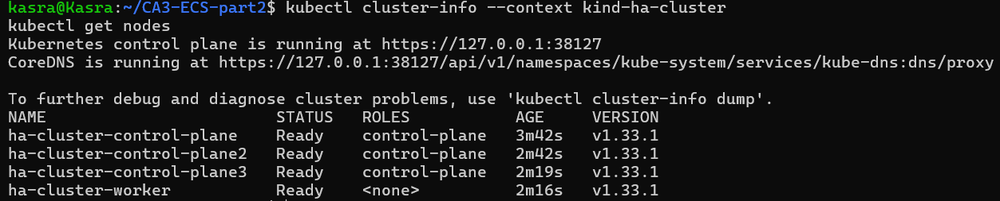 kasra@Kasra:~/CA3-ECS-part2$ kubectl cluster-info --context kind-ha-cluster
kubectl get nodes
Kubernetes control plane is running at https://127.0.0.1:38127
CoreDNS is running at https://127.0.0.1:38127/api/v1/namespaces/kube-system/services/kube-dns:dns/proxy

To further debug and diagnose cluster problems, use 'kubectl cluster-info dump'.
NAME                        STATUS   ROLES           AGE     VERSION
ha-cluster-control-plane    Ready    control-plane   3m42s   v1.33.1
ha-cluster-control-plane2   Ready    control-plane   2m42s   v1.33.1
ha-cluster-control-plane3   Ready    control-plane   2m19s   v1.33.1
ha-cluster-worker           Ready    <none>          2m16s   v1.33.1